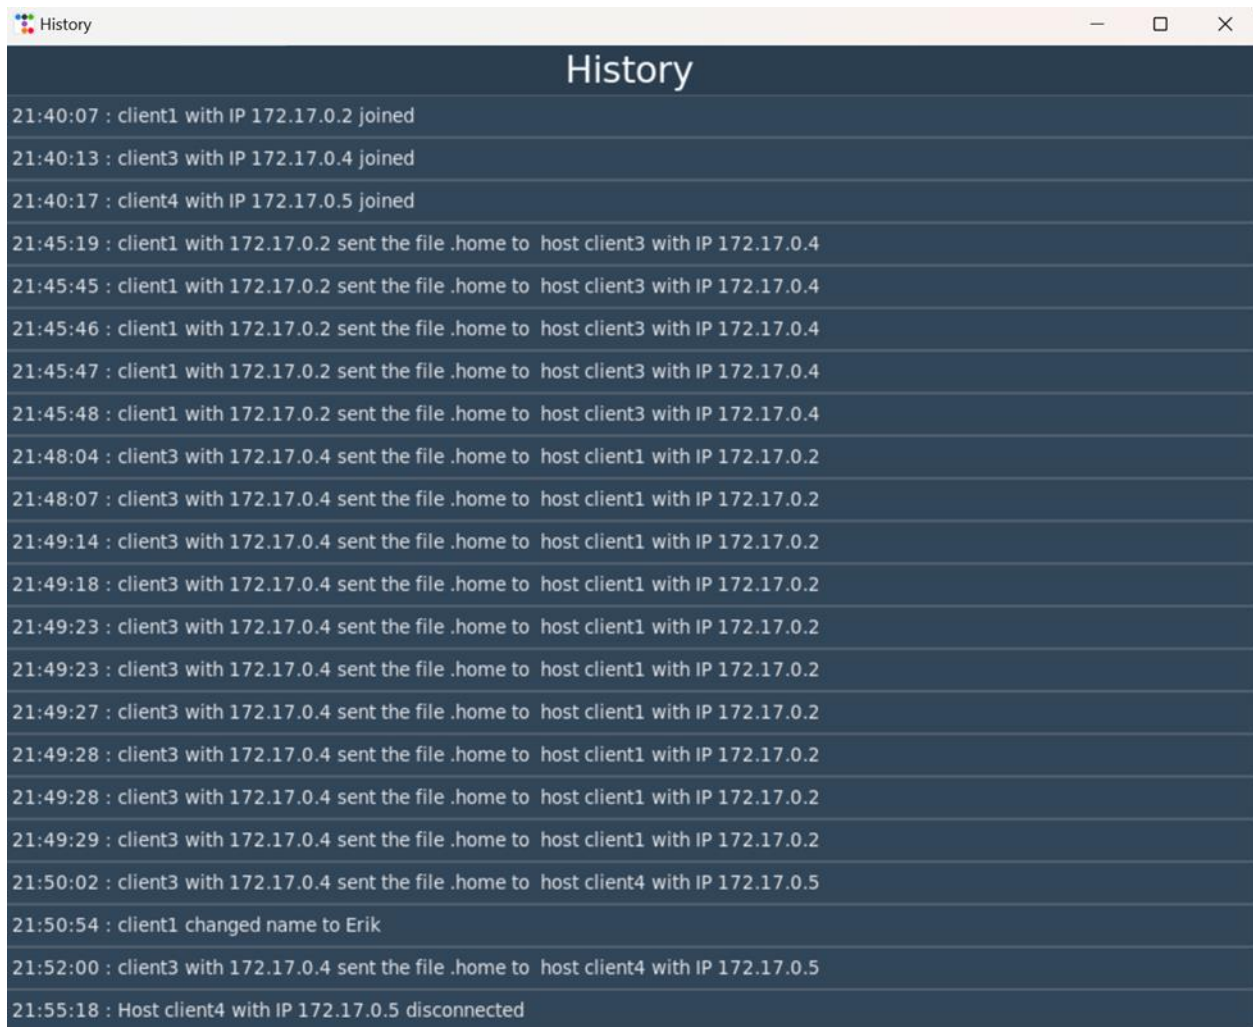 History
History
21:40:07 : client1 with IP 172.17.0.2 joined
21:40:13 : client3 with IP 172.17.0.4 joined
21:40:17 : client4 with IP 172.17.0.5 joined
21:45:19 : client1 with 172.17.0.2 sent the file .home to  host client3 with IP 172.17.0.4
21:45:45 : client1 with 172.17.0.2 sent the file .home to  host client3 with IP 172.17.0.4
21:45:46 : client1 with 172.17.0.2 sent the file .home to  host client3 with IP 172.17.0.4
21:45:47 : client1 with 172.17.0.2 sent the file .home to  host client3 with IP 172.17.0.4
21:45:48 : client1 with 172.17.0.2 sent the file .home to  host client3 with IP 172.17.0.4
21:48:04 : client3 with 172.17.0.4 sent the file .home to  host client1 with IP 172.17.0.2
21:48:07 : client3 with 172.17.0.4 sent the file .home to  host client1 with IP 172.17.0.2
21:49:14 : client3 with 172.17.0.4 sent the file .home to  host client1 with IP 172.17.0.2
21:49:18 : client3 with 172.17.0.4 sent the file .home to  host client1 with IP 172.17.0.2
21:49:23 : client3 with 172.17.0.4 sent the file .home to  host client1 with IP 172.17.0.2
21:49:23 : client3 with 172.17.0.4 sent the file .home to  host client1 with IP 172.17.0.2
21:49:27 : client3 with 172.17.0.4 sent the file .home to  host client1 with IP 172.17.0.2
21:49:28 : client3 with 172.17.0.4 sent the file .home to  host client1 with IP 172.17.0.2
21:49:28 : client3 with 172.17.0.4 sent the file .home to  host client1 with IP 172.17.0.2
21:49:29 : client3 with 172.17.0.4 sent the file .home to  host client1 with IP 172.17.0.2
21:50:02 : client3 with 172.17.0.4 sent the file .home to  host client4 with IP 172.17.0.5
21:50:54 : client1 changed name to Erik
21:52:00 : client3 with 172.17.0.4 sent the file .home to  host client4 with IP 172.17.0.5
21:55:18 : Host client4 with IP 172.17.0.5 disconnected